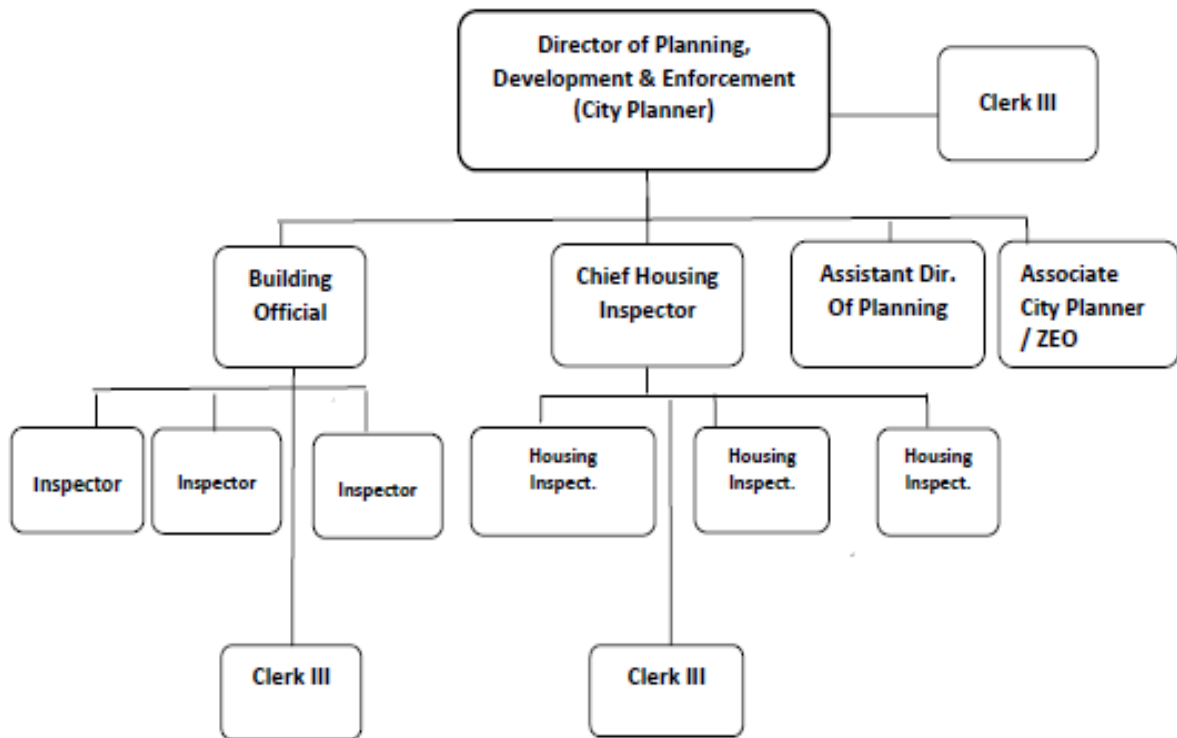 Director of Planning,
Development & Enforcement
(City Planner)
Clerk III
Building
Official
Chief Housing
Inspector
Assistant Dir.
Of Planning
Associate
City Planner
/ ZEO
Inspector
Inspector
Inspector
Housing
Inspect.
Housing
Inspect.
Housing
Inspect.
Clerk III
Clerk III